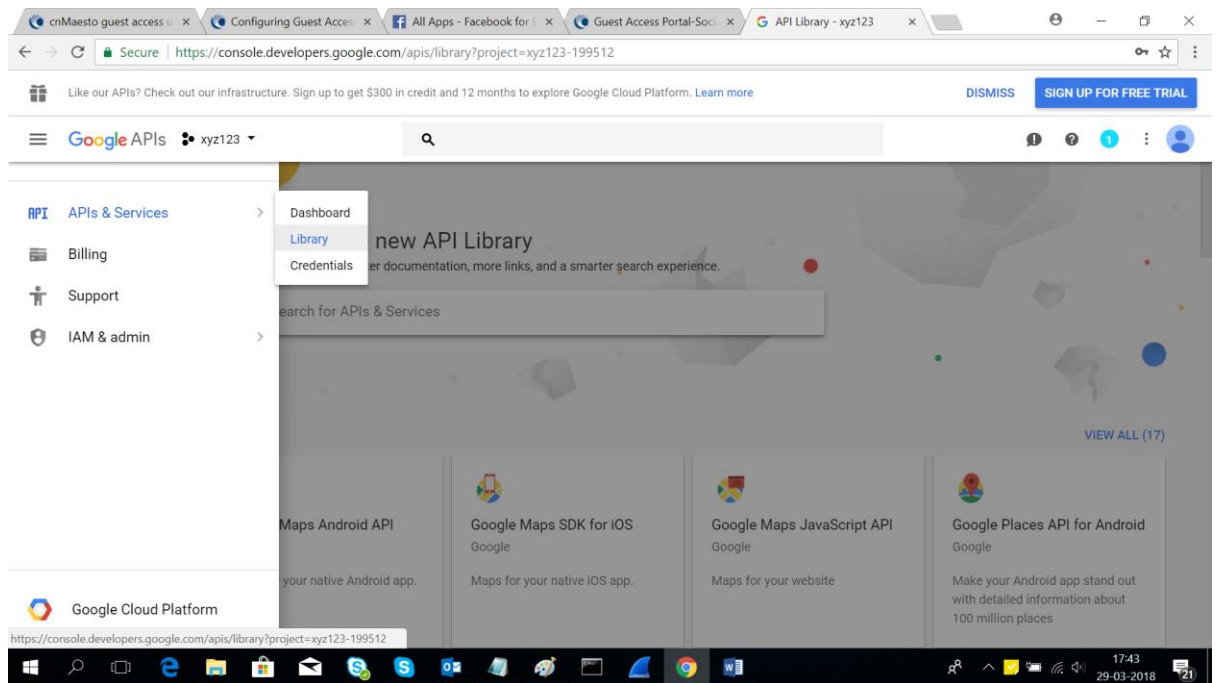 cnMaesto guest access u
Configuring Guest Acces
All Apps - Facebook for
Guest Access Portal-Soci
API Library - xyz123
Secure https://console.developers.google.com/apis/library?project=xyz123-199512
Like our APIs? Check out our infrastructure. Sign up to get $300 in credit and 12 months to explore Google Cloud Platform. Learn more
DISMISS
SIGN UP FOR FREE TRIAL
Google APIs
xyz123
1
API APIs & Services
Billing
Support
IAM & admin
Dashboard
Library
Credentials
new API Library
er documentation, more links, and a smarter search experience.
earch for APIs & Services
VIEW ALL (17)
Maps Android API
your native Android app.
Google Maps SDK for iOS
Google
Maps for your native iOS app.
Google Maps JavaScript API
Google
Maps for your website
Google Places API for Android
Google
Make your Android app stand out
with detailed information about
100 million places
Google Cloud Platform
https://console.developers.google.com/apis/library?project=xyz123-199512
17:43
29-03-2018
21